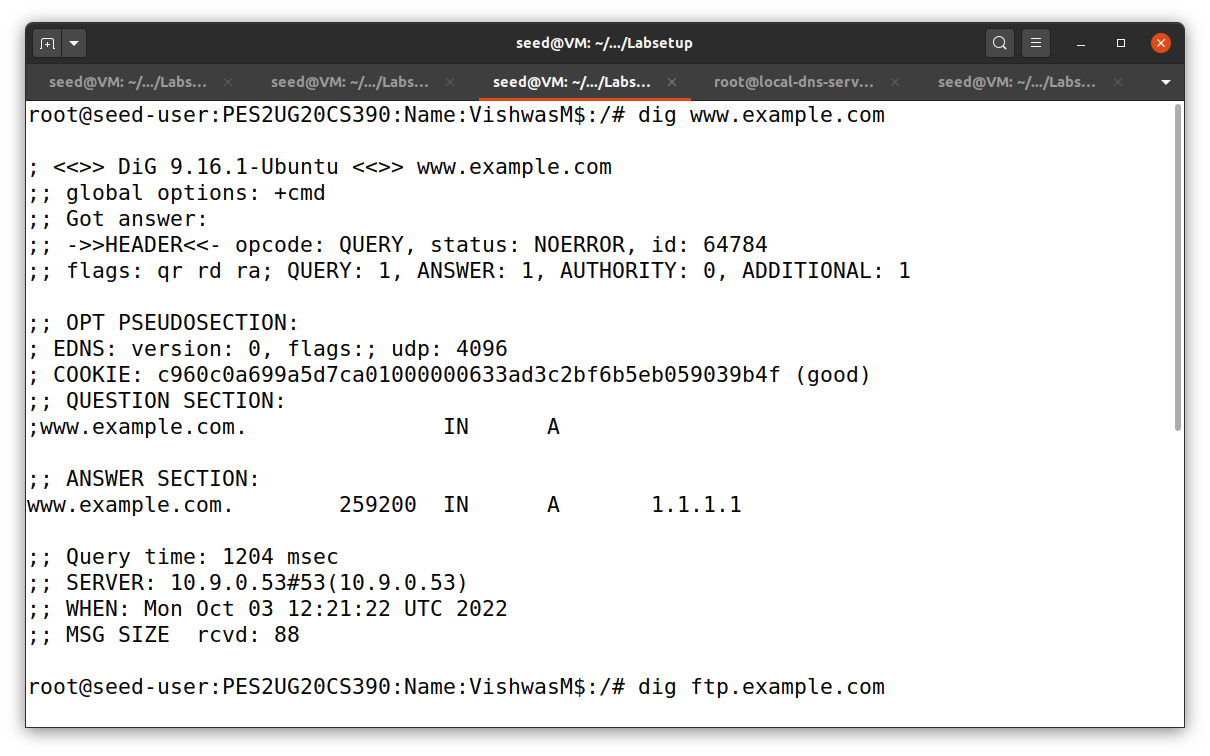 seed@VM: ~/.../Labsetup
seed@VM: ~/.../Labs... seed@VM: ~/.../Labs... seed@VM: ~/.../Labs... root@local-dns-serv... seed@VM: ~/.../Labs...
root@seed-user:PES2UG20CS390:Name:VishwasM$:/# dig www.example.com

; <<>> DiG 9.16.1-Ubuntu <<>> www.example.com
;; global options: +cmd
;; Got answer:
;; ->>HEADER<<- opcode: QUERY, status: NOERROR, id: 64784
;; flags: qr rd ra; QUERY: 1, ANSWER: 1, AUTHORITY: 0, ADDITIONAL: 1

;; OPT PSEUDOSECTION:
; EDNS: version: 0, flags:; udp: 4096
; COOKIE: c960c0a699a5d7ca01000000633ad3c2bf6b5eb059039b4f (good)
;; QUESTION SECTION:
;www.example.com.                IN      A

;; ANSWER SECTION:
www.example.com.        259200  IN      A       1.1.1.1

;; Query time: 1204 msec
;; SERVER: 10.9.0.53#53(10.9.0.53)
;; WHEN: Mon Oct 03 12:21:22 UTC 2022
;; MSG SIZE  rcvd: 88

root@seed-user:PES2UG20CS390:Name:VishwasM$:/# dig ftp.example.com